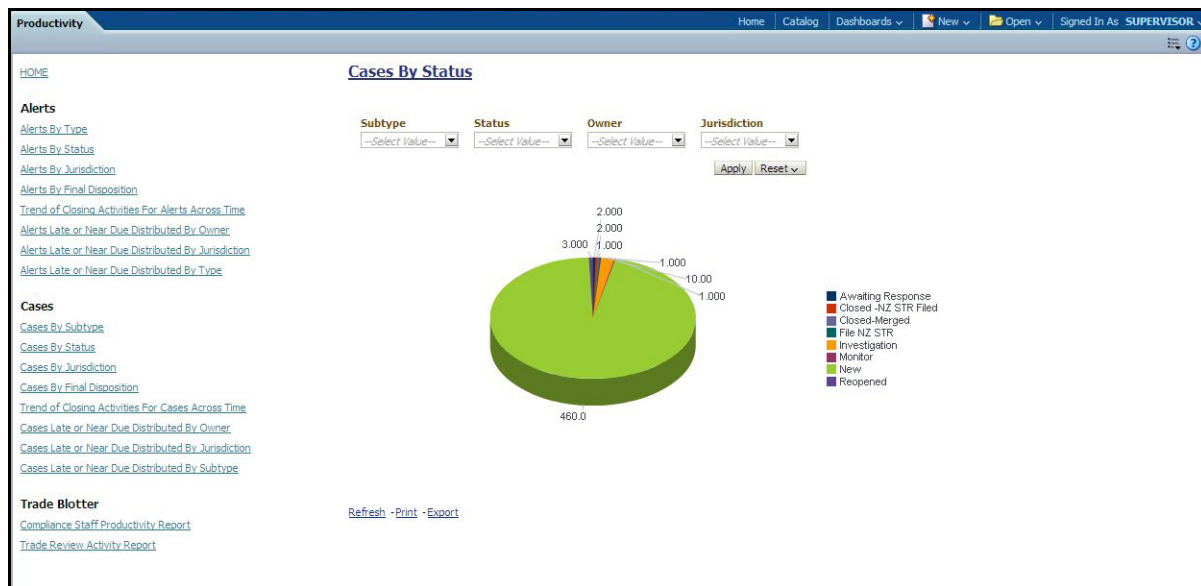 Productivity
Home Catalog Dashboards New Open Signed In As SUPERVISOR
HOME
Alerts
Alerts By Type
Alerts By Status
Alerts By Jurisdiction
Alerts By Final Disposition
Trend of Closing Activities For Alerts Across Time
Alerts Late or Near Due Distributed By Owner
Alerts Late or Near Due Distributed By Jurisdiction
Alerts Late or Near Due Distributed By Type
Cases
Cases By Subtype
Cases By Status
Cases By Jurisdiction
Cases By Final Disposition
Trend of Closing Activities For Cases Across Time
Cases Late or Near Due Distributed By Owner
Cases Late or Near Due Distributed By Jurisdiction
Cases Late or Near Due Distributed By Subtype
Trade Blotter
Compliance Staff Productivity Report
Trade Review Activity Report
Cases By Status
Subtype Status Owner Jurisdiction
--Select Value-- --Select Value-- --Select Value-- --Select Value--
Apply Reset
2.000
2.000
3.000 1.000
1.000
10.00
1.000
460.0
Awaiting Response
Closed -NZ STR Filed
Closed-Merged
File NZ STR
Investigation
Monitor
New
Reopened
Refresh - Print - Export